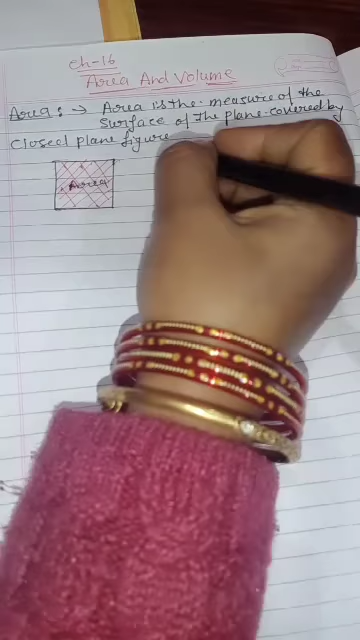 Ch-16
Area And Volume
Area :→ Area is the measure of the
surface of the plane covered by
closed plane figure
Area